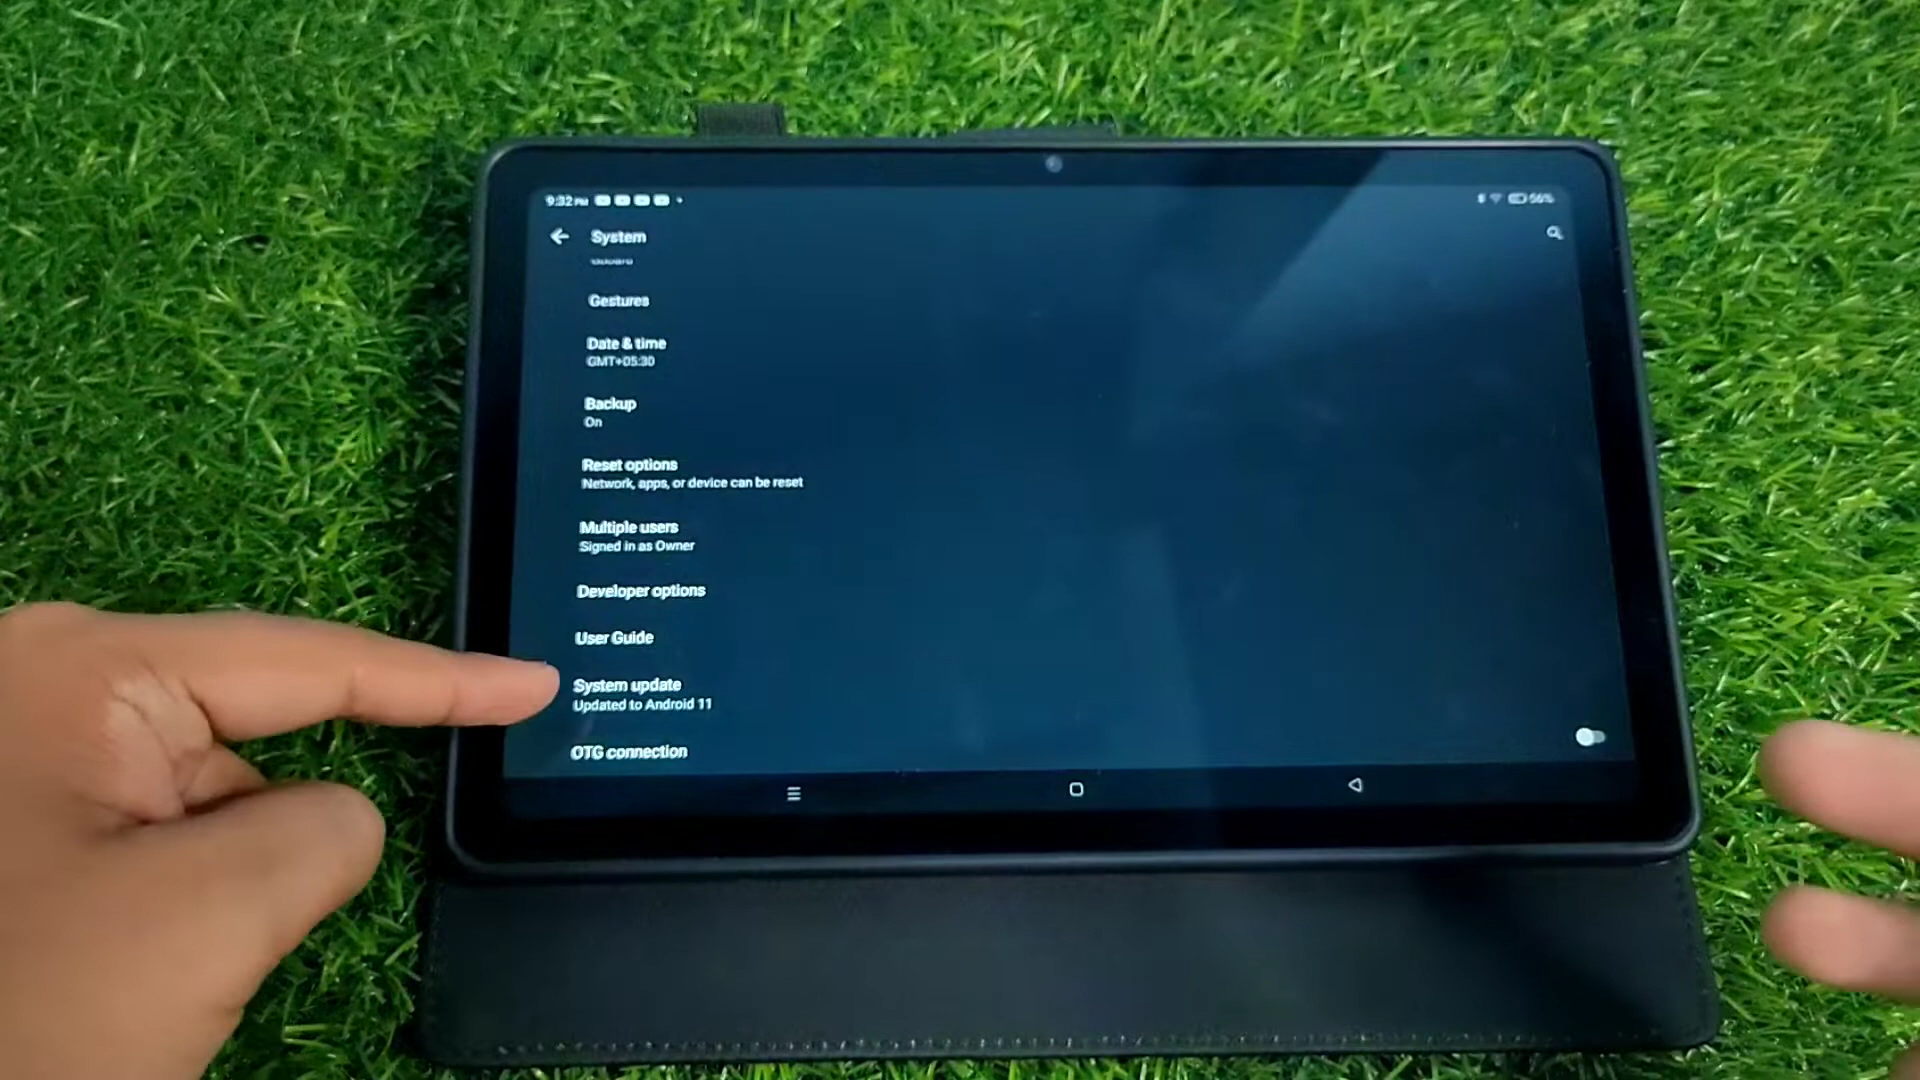 9:32 PM
56%
System
Gestures
Date & time
GMT+05:30
Backup
On
Reset options
Network, apps, or device can be reset
Multiple users
Signed in as Owner
Developer options
User Guide
System update
Updated to Android 11
OTG connection